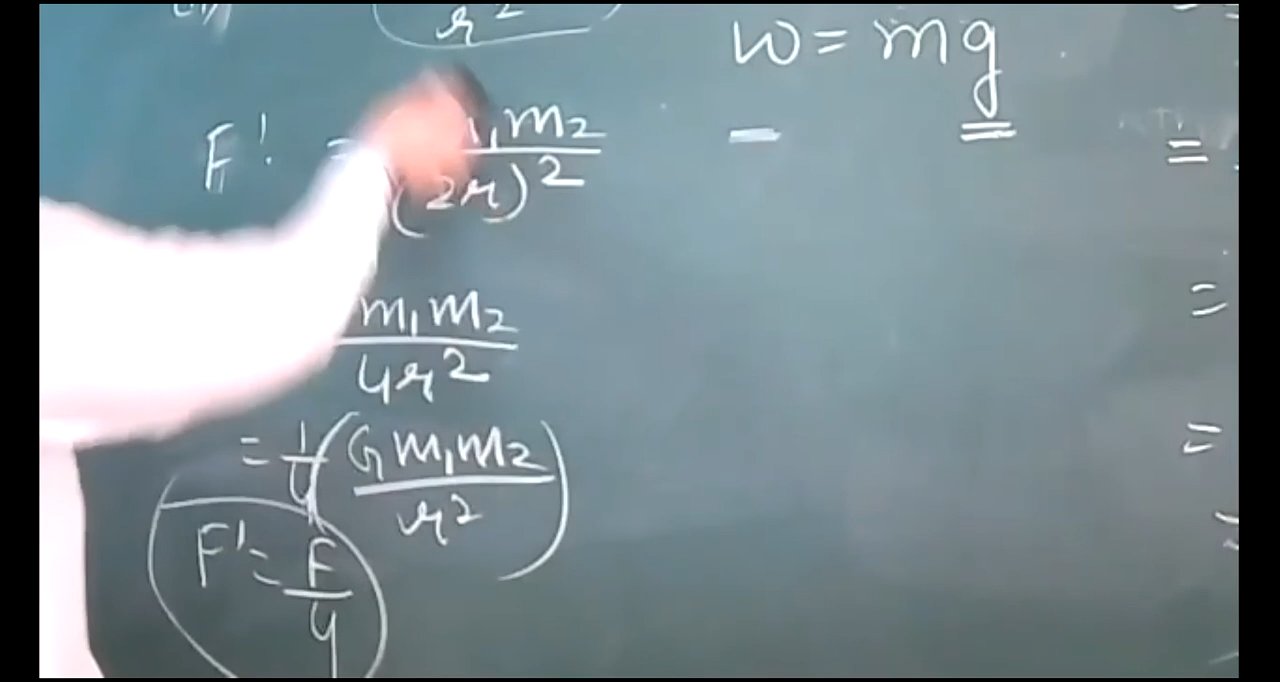 r²
W = mg
F' = m₁m₂ / (2r)²
m₁m₂ / 4r²
= 1/4 (G m₁m₂ / r²)
F' = F/4
=
=
=